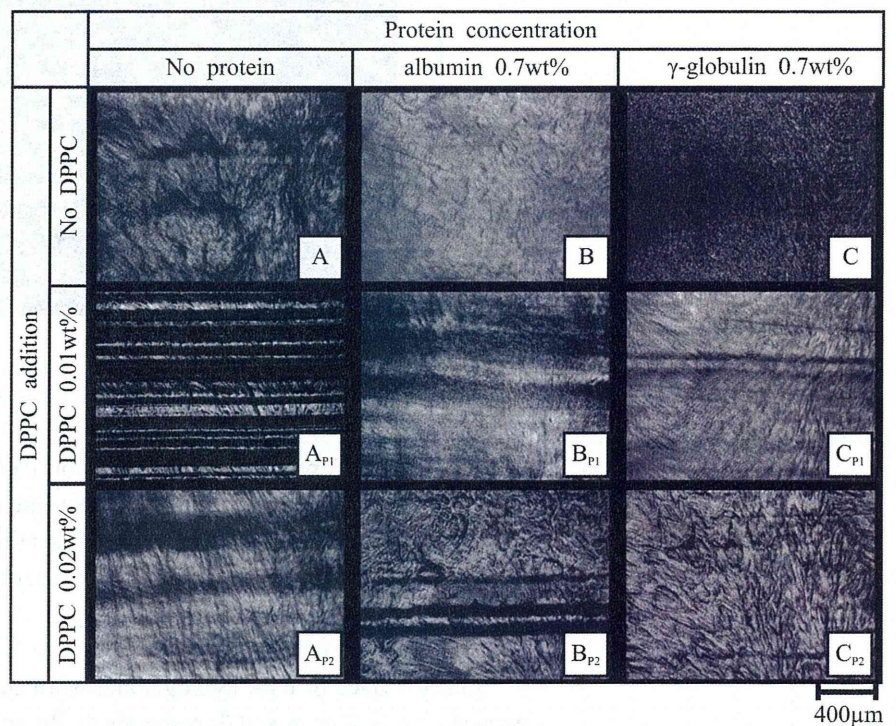 Protein concentration
No protein albumin 0.7wt% γ-globulin 0.7wt%
DPPC addition
No DPPC
A B C
DPPC 0.01wt%
AP1 BP1 CP1
DPPC 0.02wt%
AP2 BP2 CP2
400μm